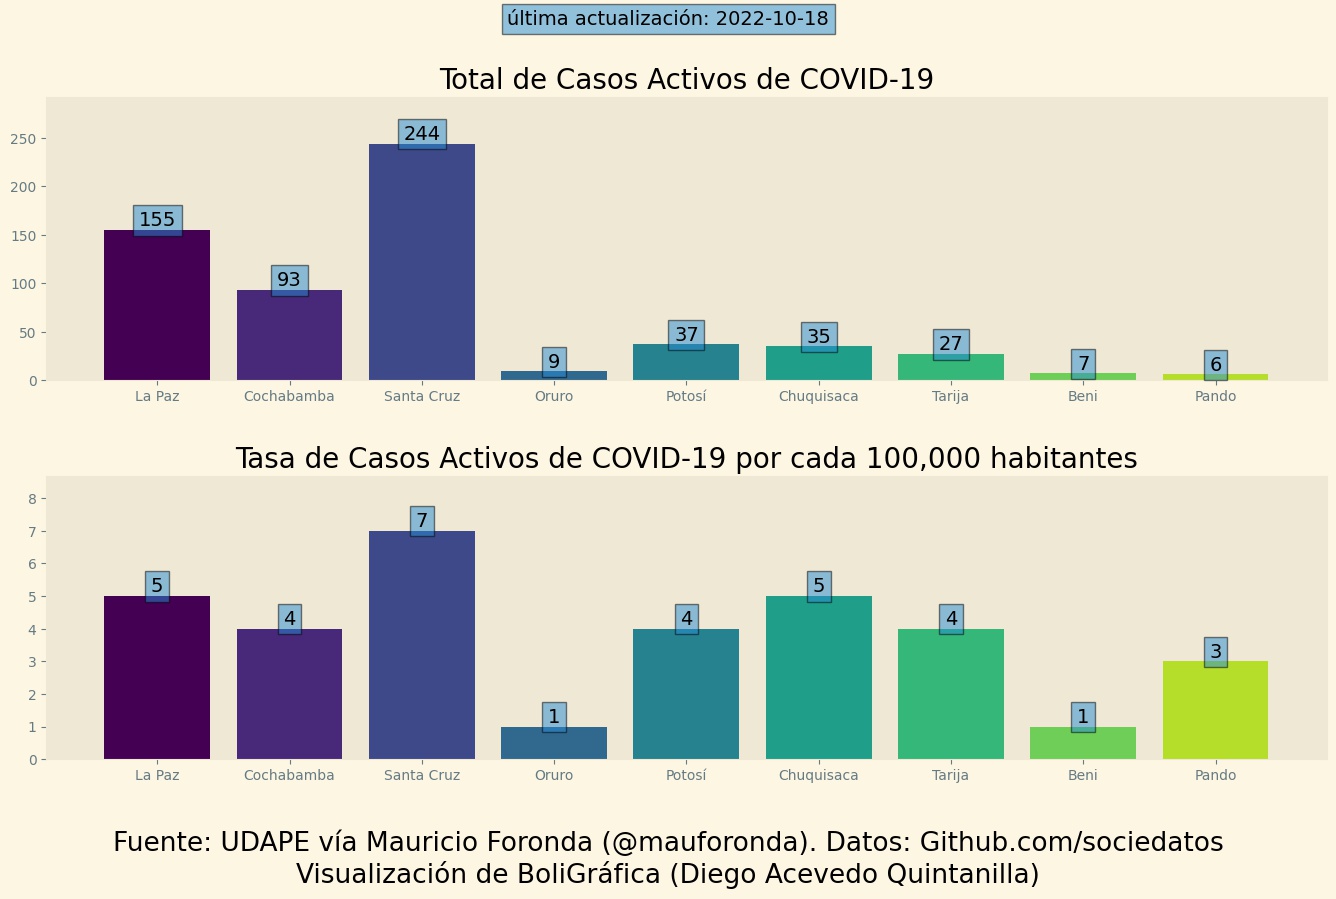 última actualización: 2022-10-18
Total de Casos Activos de COVID-19
250
200
150
100
50
0
155
93
244
9
37
35
27
7
6
La Paz
Cochabamba
Santa Cruz
Oruro
Potosí
Chuquisaca
Tarija
Beni
Pando
Tasa de Casos Activos de COVID-19 por cada 100,000 habitantes
8
7
6
5
4
3
2
1
0
5
4
7
1
4
5
4
1
3
La Paz
Cochabamba
Santa Cruz
Oruro
Potosí
Chuquisaca
Tarija
Beni
Pando
Fuente: UDAPE vía Mauricio Foronda (@mauforonda). Datos: Github.com/sociedatos
Visualización de BoliGráfica (Diego Acevedo Quintanilla)